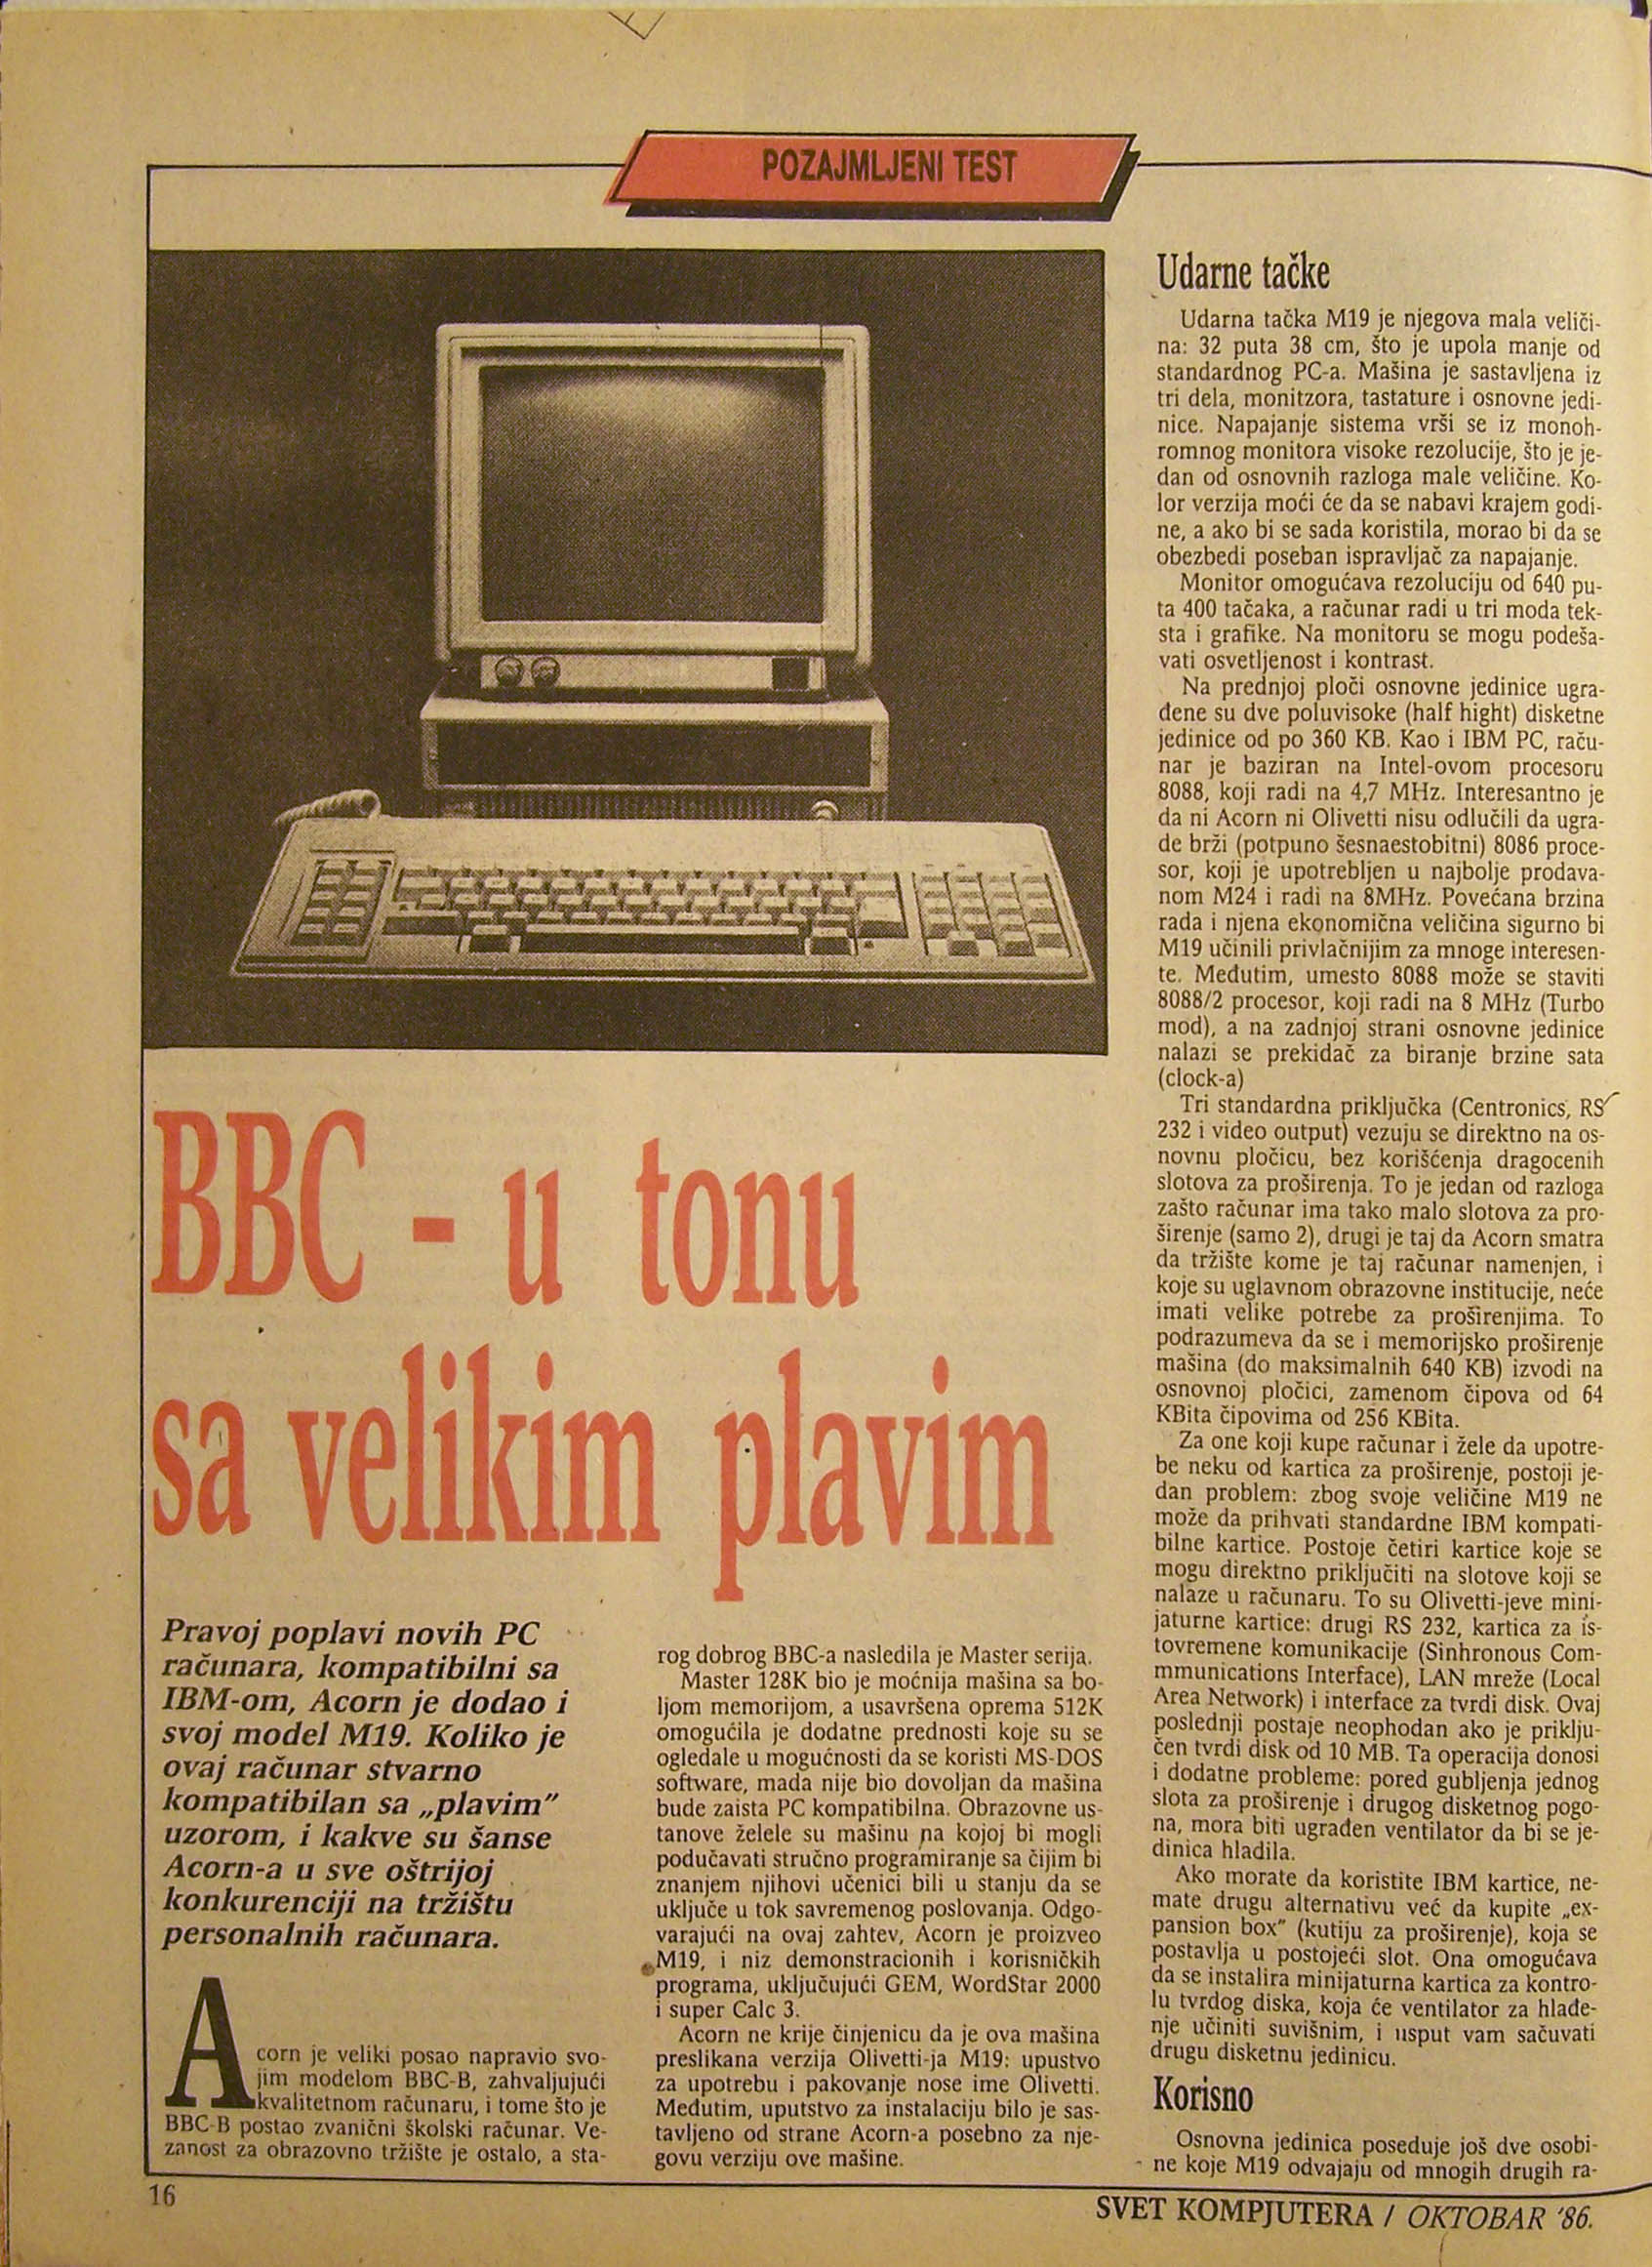 POZAJMLJENI TEST
BBC - u tonu
sa velikim plavim
Pravoj poplavi novih PC
računara, kompatibilni sa
IBM-om, Acorn je dodao i
svoj model M19. Koliko je
ovaj računar stvarno
kompatibilan sa „plavim”
uzorom, i kakve su šanse
Acorn-a u sve oštrijoj
konkurenciji na tržištu
personalnih računara.
Acorn je veliki posao napravio svo-
jim modelom BBC-B, zahvaljujući
kvalitetnom računaru, i tome što je
BBC-B postao zvanični školski računar. Ve-
zanost za obrazovno tržište je ostalo, a sta-
rog dobrog BBC-a nasledila je Master serija.
Master 128K bio je moćnija mašina sa bo-
ljom memorijom, a usavršena oprema 512K
omogućila je dodatne prednosti koje su se
ogledale u mogućnosti da se koristi MS-DOS
software, mada nije bio dovoljan da mašina
bude zaista PC kompatibilna. Obrazovne us-
tanove želele su mašinu na kojoj bi mogli
podučavati stručno programiranje sa čijim bi
znanjem njihovi učenici bili u stanju da se
uključe u tok savremenog poslovanja. Odgo-
varajući na ovaj zahtev, Acorn je proizveo
M19, i niz demonstracionih i korisničkih
programa, uključujući GEM, WordStar 2000
i super Calc 3.
Acorn ne krije činjenicu da je ova mašina
preslikana verzija Olivetti-ja M19: upustvo
za upotrebu i pakovanje nose ime Olivetti.
Međutim, uputstvo za instalaciju bilo je sas-
tavljeno od strane Acorn-a posebno za nje-
govu verziju ove mašine.
Udarne tačke
Udarna tačka M19 je njegova mala veliči-
na: 32 puta 38 cm, što je upola manje od
standardnog PC-a. Mašina je sastavljena iz
tri dela, monitzora, tastature i osnovne jedi-
nice. Napajanje sistema vrši se iz monoh-
romnog monitora visoke rezolucije, što je je-
dan od osnovnih razloga male veličine. Ko-
lor verzija moći će da se nabavi krajem godi-
ne, a ako bi se sada koristila, morao bi da se
obezbedi poseban ispravljač za napajanje.
Monitor omogućava rezoluciju od 640 pu-
ta 400 tačaka, a računar radi u tri moda tek-
sta i grafike. Na monitoru se mogu podeša-
vati osvetljenost i kontrast.
Na prednjoj ploči osnovne jedinice ugra-
đene su dve poluvisoke (half hight) disketne
jedinice od po 360 KB. Kao i IBM PC, raču-
nar je baziran na Intel-ovom procesoru
8088, koji radi na 4,7 MHz. Interesantno je
da ni Acorn ni Olivetti nisu odlučili da ugra-
de brži (potpuno šesnaestobitni) 8086 proce-
sor, koji je upotrebljen u najbolje prodava-
nom M24 i radi na 8MHz. Povećana brzina
rada i njena ekonomična veličina sigurno bi
M19 učinili privlačnijim za mnoge interesen-
te. Međutim, umesto 8088 može se staviti
8088/2 procesor, koji radi na 8 MHz (Turbo
mod), a na zadnjoj strani osnovne jedinice
nalazi se prekidač za biranje brzine sata
(clock-a)
Tri standardna priključka (Centronics, RS
232 i video output) vezuju se direktno na os-
novnu pločicu, bez korišćenja dragocenih
slotova za proširenja. To je jedan od razloga
zašto računar ima tako malo slotova za pro-
širenje (samo 2), drugi je taj da Acorn smatra
da tržište kome je taj računar namenjen, i
koje su uglavnom obrazovne institucije, neće
imati velike potrebe za proširenjima. To
podrazumeva da se i memorijsko proširenje
mašina (do maksimalnih 640 KB) izvodi na
osnovnoj pločici, zamenom čipova od 64
KBita čipovima od 256 KBita.
Za one koji kupe računar i žele da upotre-
be neku od kartica za proširenje, postoji je-
dan problem: zbog svoje veličine M19 ne
može da prihvati standardne IBM kompati-
bilne kartice. Postoje četiri kartice koje se
mogu direktno priključiti na slotove koji se
nalaze u računaru. To su Olivetti-jeve mini-
jaturne kartice: drugi RS 232, kartica za is-
tovremene komunikacije (Sinhronous Com-
mmunications Interface), LAN mreže (Local
Area Network) i interface za tvrdi disk. Ovaj
poslednji postaje neophodan ako je priklju-
čen tvrdi disk od 10 MB. Ta operacija donosi
i dodatne probleme: pored gubljenja jednog
slota za proširenje i drugog disketnog pogo-
na, mora biti ugrađen ventilator da bi se je-
dinica hladila.
Ako morate da koristite IBM kartice, ne-
mate drugu alternativu već da kupite „ex-
pansion box” (kutiju za proširenje), koja se
postavlja u postojeći slot. Ona omogućava
da se instalira minijaturna kartica za kontro-
lu tvrdog diska, koja će ventilator za hlađe-
nje učiniti suvišnim, i usput vam sačuvati
drugu disketnu jedinicu.
Korisno
Osnovna jedinica poseduje još dve osobi-
ne koje M19 odvajaju od mnogih drugih ra-
16
SVET KOMPJUTERA / OKTOBAR '86.